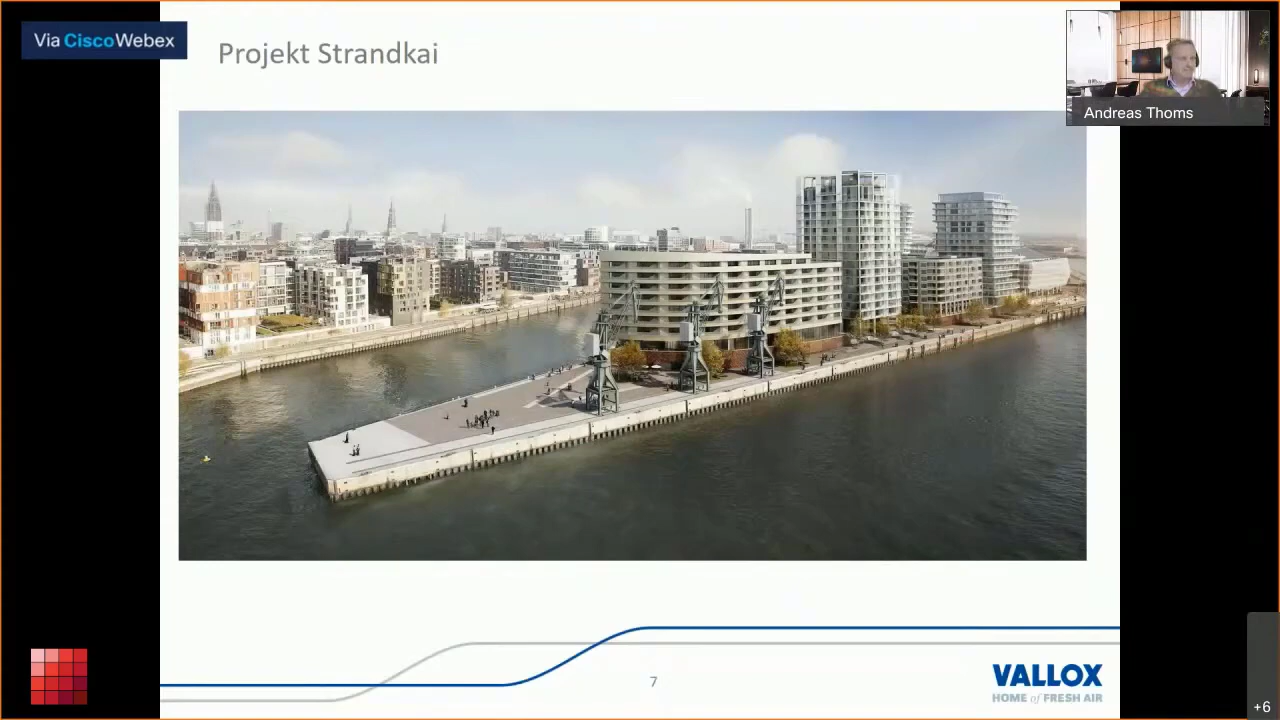 Via CiscoWebex
Projekt Strandkai
Andreas Thoms
7
VALLOX
HOME of FRESH AIR
+6